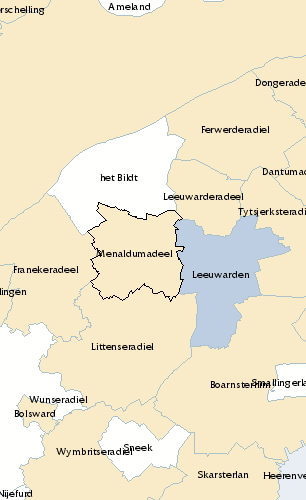 rschelling
Ameland
Dongerade
Ferwerderadiel
het Bildt
Dantumad
Leeuwarderadeel
Tytsjerksteradi
Menaldumadeel
Franekeradeel
Leeuwarden
lingen
Littenseradiel
Boarnsterhim
Smallingerla
Wunseradiel
Bolsward
Sneek
Wymbritseradiel
Skarsterlan
Heerenve
Nijefurd